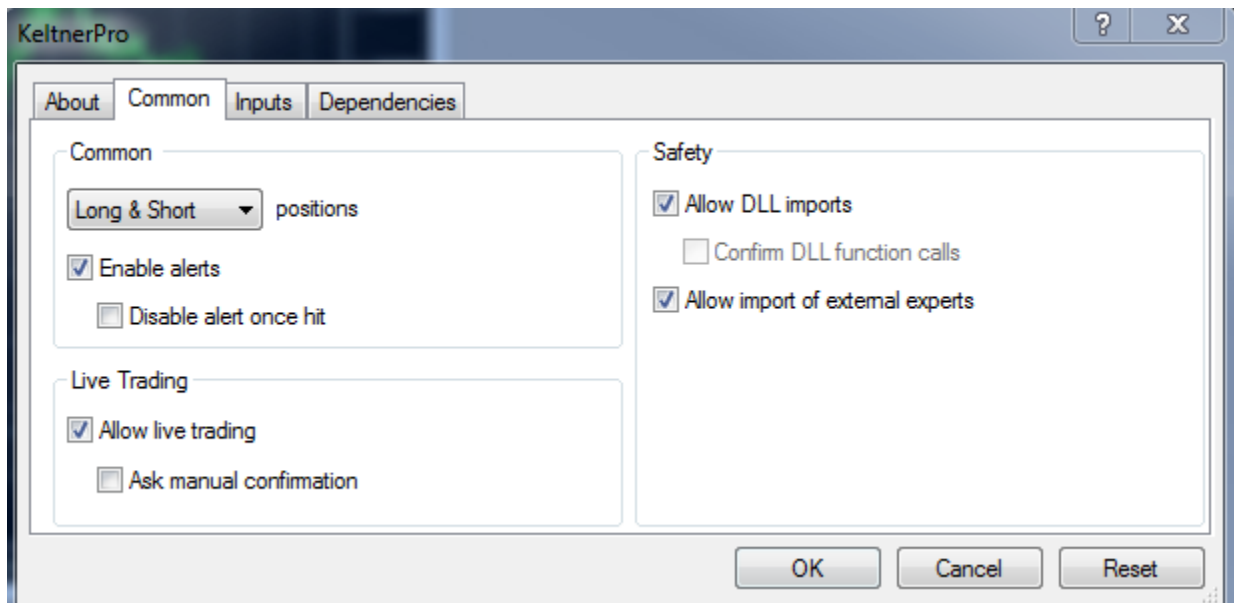 KeltnerPro
?
X
About
Common
Inputs
Dependencies
Common
Long & Short
positions
Enable alerts
Disable alert once hit
Live Trading
Allow live trading
Ask manual confirmation
Safety
Allow DLL imports
Confirm DLL function calls
Allow import of external experts
OK
Cancel
Reset